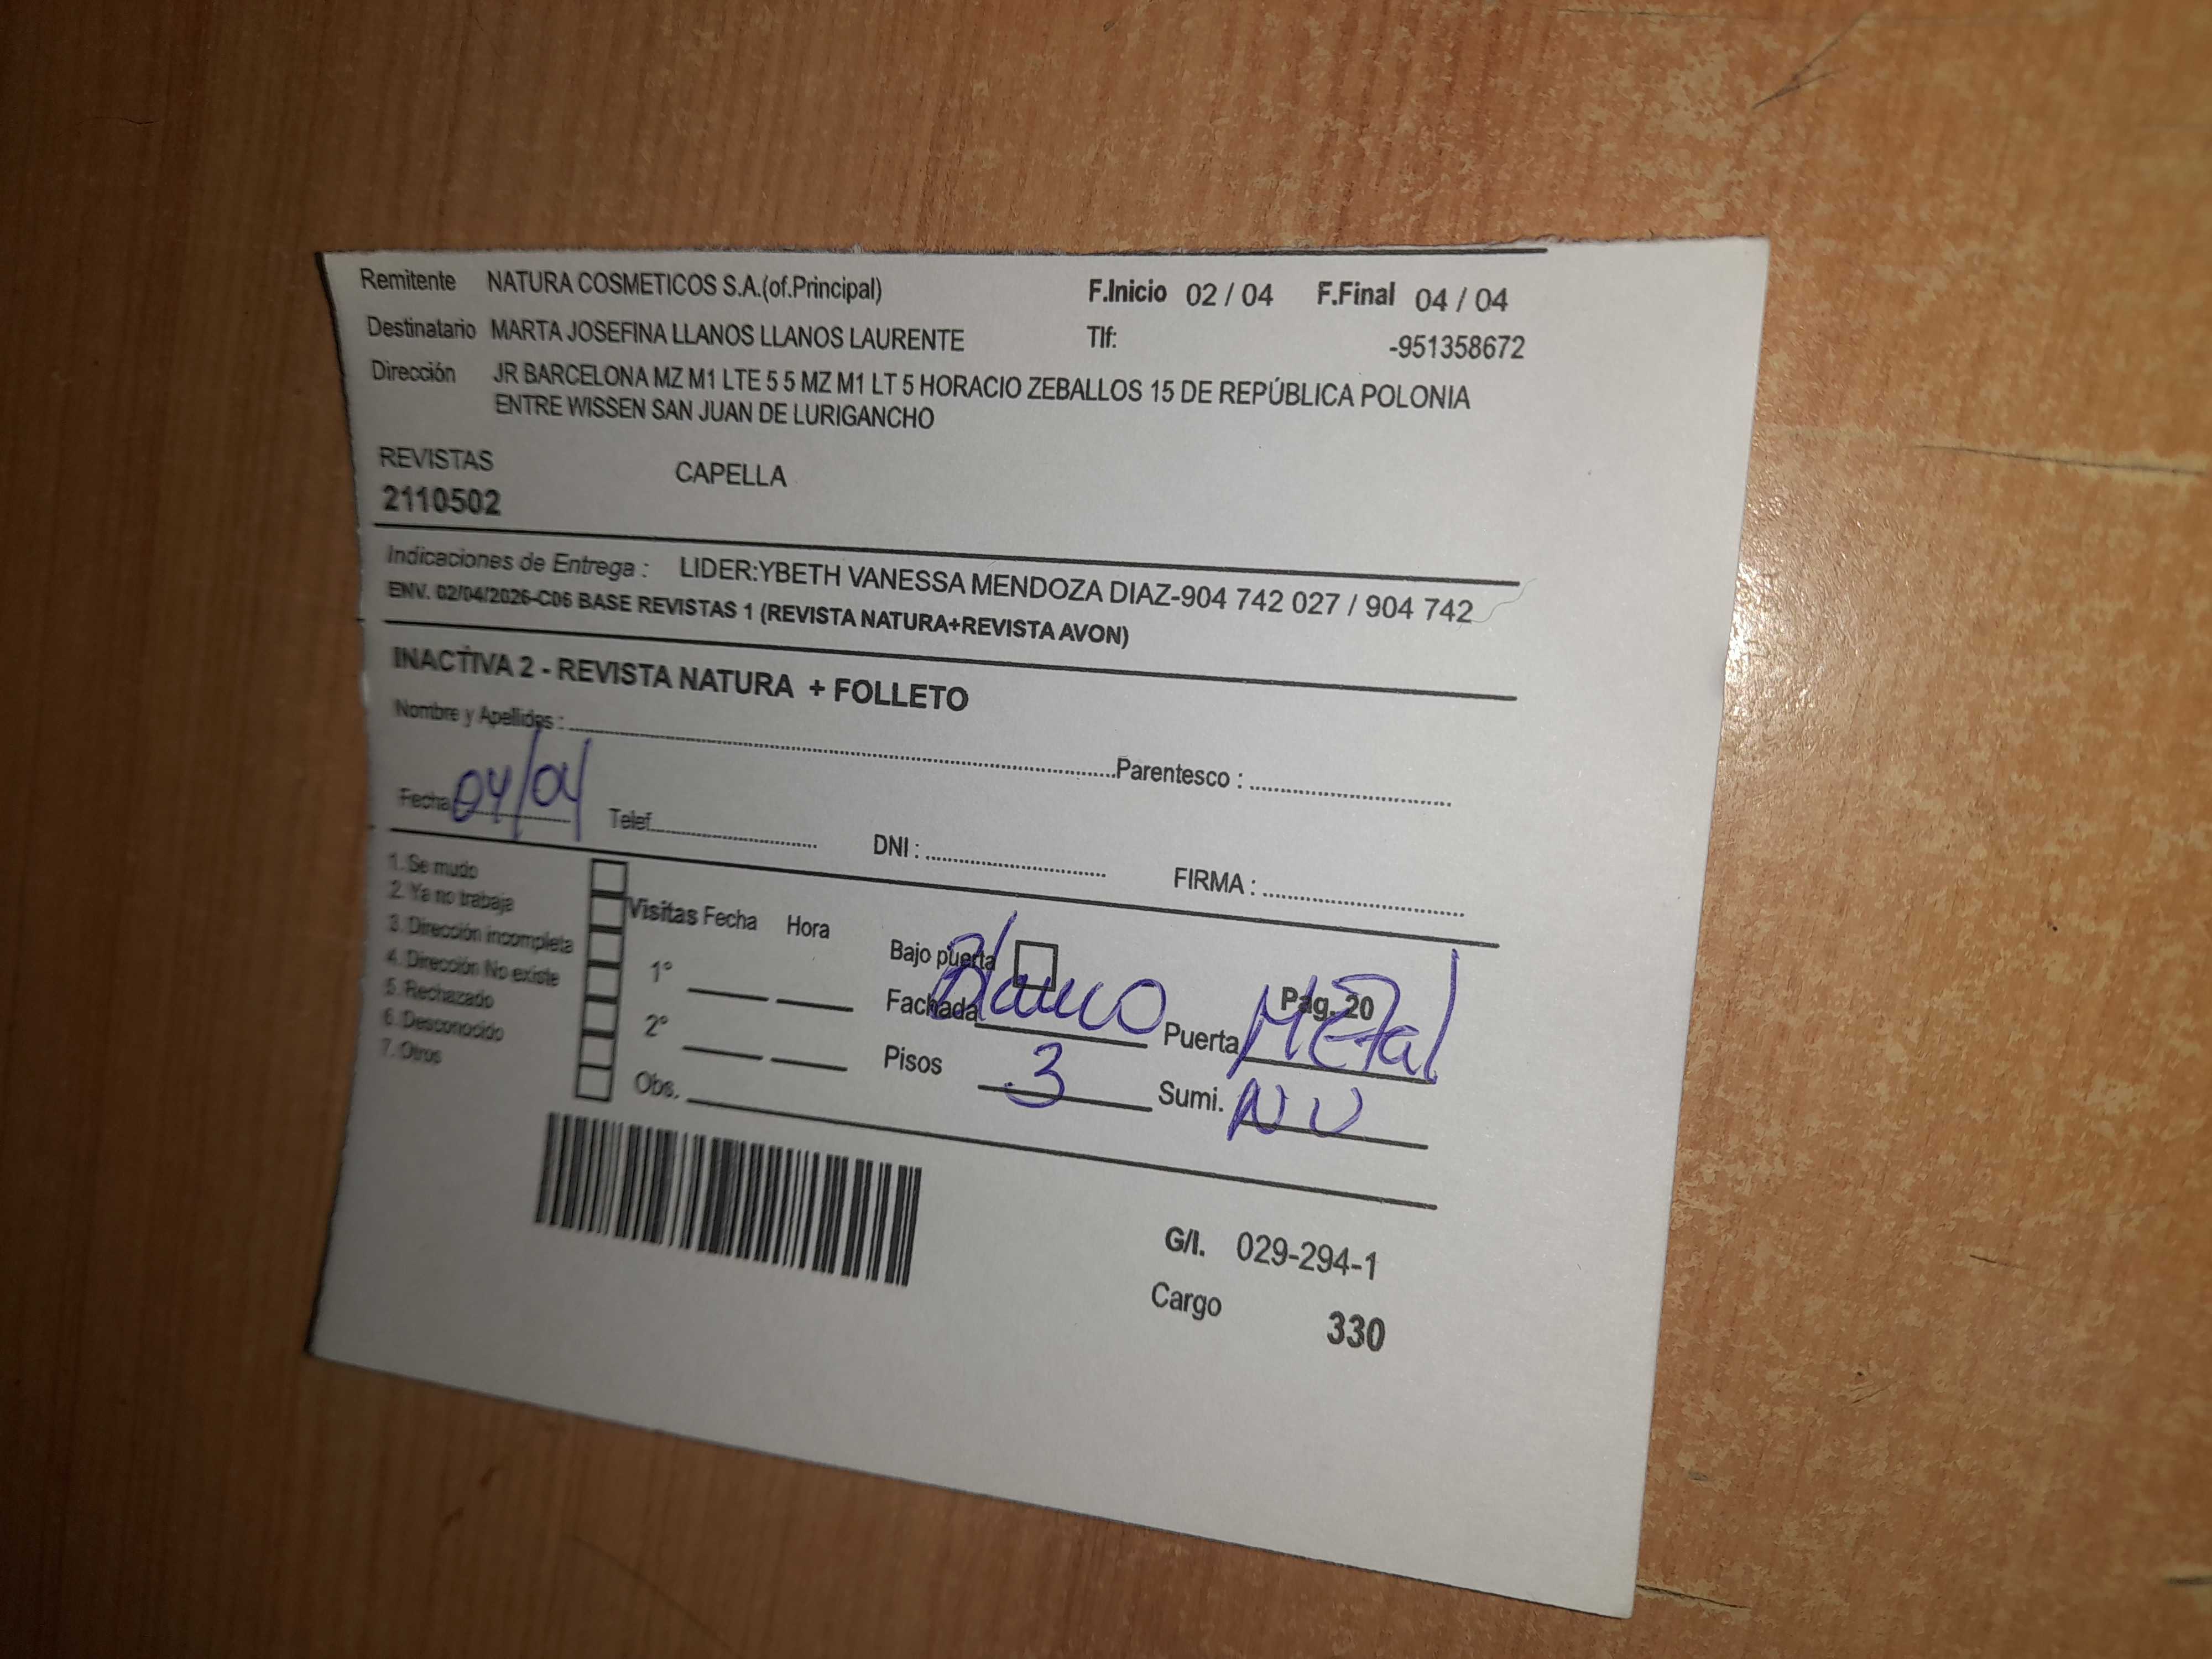 Remitente NATURA COSMETICOS S.A.(of.Principal) F.Inicio 02 / 04 F.Final 04 / 04
Destinatario MARTA JOSEFINA LLANOS LLANOS LAURENTE Tlf: -951358672
Dirección JR BARCELONA MZ M1 LTE 5 5 MZ M1 LT 5 HORACIO ZEBALLOS 15 DE REPÚBLICA POLONIA
ENTRE WISSEN SAN JUAN DE LURIGANCHO
REVISTAS CAPELLA
2110502
Indicaciones de Entrega : LIDER:YBETH VANESSA MENDOZA DIAZ-904 742 027 / 904 742
ENV. 02/04/2026-C06 BASE REVISTAS 1 (REVISTA NATURA+REVISTA AVON)
INACTIVA 2 - REVISTA NATURA + FOLLETO
Nombre y Apellidos : Parentesco :
Fecha 04/04 Telef. DNI : FIRMA :
1. Se mudo
2. Ya no trabaja
3. Dirección incompleta
4. Dirección No existe
5. Rechazado
6. Desconocido
7. Otros
Visitas Fecha Hora
1°
2°
Obs.
Bajo puerta Pag. 20
Fachada Blanco Puerta METal
Pisos 3 Sumi. NU
G/I. 029-294-1
Cargo 330